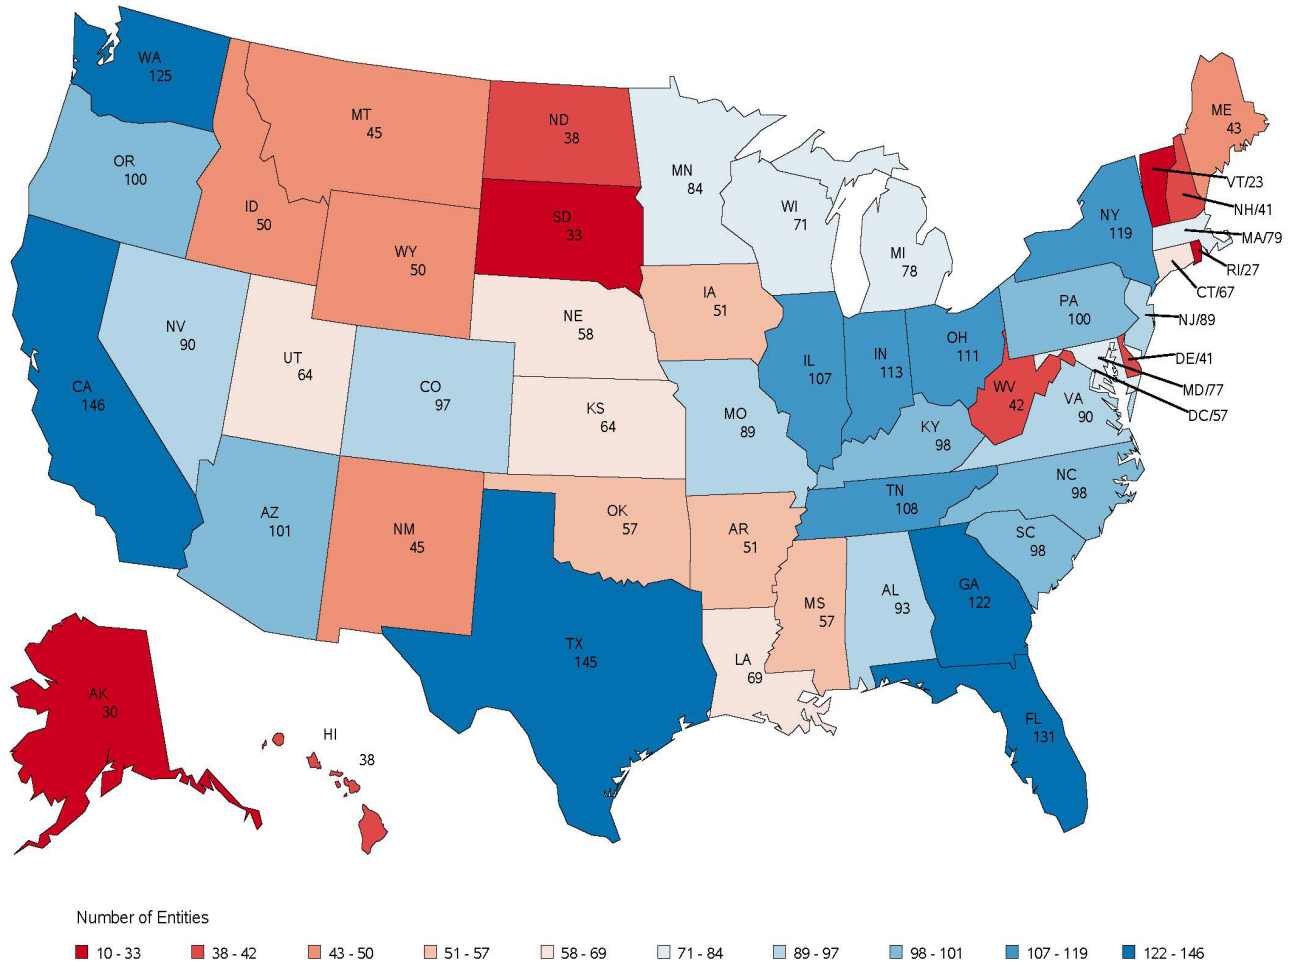 WA
125
OR
100
CA
146
NV
90
ID
50
MT
45
WY
50
UT
64
CO
97
AZ
101
NM
45
ND
38
SD
33
NE
58
KS
64
OK
57
TX
145
MN
84
IA
51
MO
89
AR
51
LA
69
WI
71
IL
107
MI
78
IN
113
OH
111
KY
98
TN
108
MS
57
AL
93
GA
122
FL
131
SC
98
NC
98
VA
90
WV
42
PA
100
NY
119
ME
43
VT/23
NH/41
MA/79
RI/27
CT/67
NJ/89
DE/41
MD/77
DC/57
AK
30
HI
38
Number of Entities
10 - 33 38 - 42 43 - 50 51 - 57 58 - 69 71 - 84 89 - 97 98 - 101 107 - 119 122 - 146